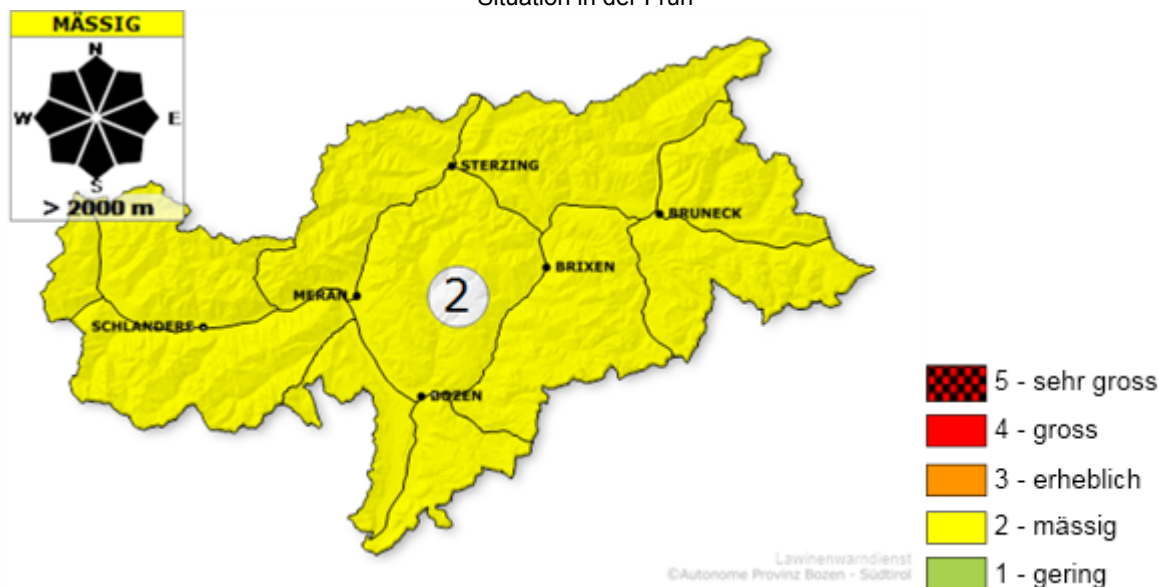 Situation in der Früh
MÄSSIG
N
W
E
S
> 2000 m
STERZING
BRUNECK
BRIXEN
MERAN
2
SCHLANDERS
BOZEN
5 - sehr gross
4 - gross
3 - erheblich
2 - mässig
1 - gering
Lawinenwarndienst
©Autonome Provinz Bozen - Südtirol